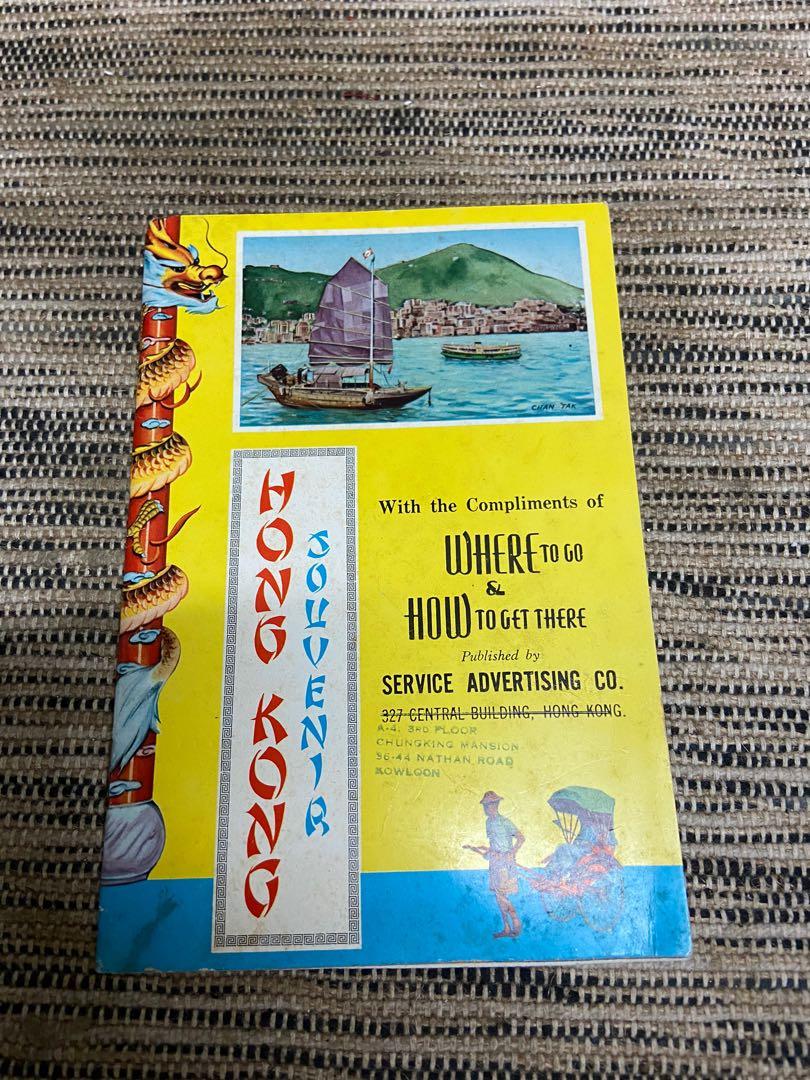 CHAN TAK
HONG KONG
SOUVENIR
With the Compliments of
WHERE TO GO
&
HOW TO GET THERE
Published by
SERVICE ADVERTISING CO.
327 CENTRAL BUILDING, HONG KONG.
A-4, 3RD FLOOR
CHUNGKING MANSION
36-44 NATHAN ROAD
KOWLOON